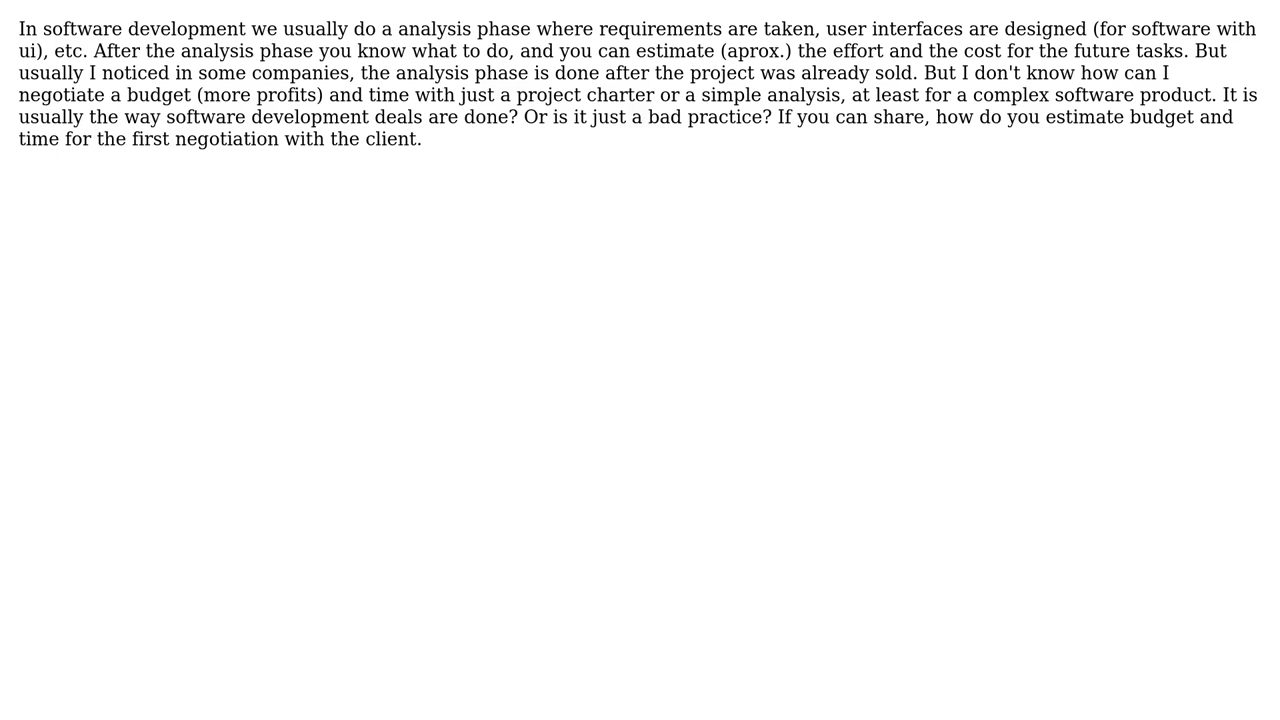 In software development we usually do a analysis phase where requirements are taken, user interfaces are designed (for software with
ui), etc. After the analysis phase you know what to do, and you can estimate (aprox.) the effort and the cost for the future tasks. But
usually I noticed in some companies, the analysis phase is done after the project was already sold. But I don't know how can I
negotiate a budget (more profits) and time with just a project charter or a simple analysis, at least for a complex software product. It is
usually the way software development deals are done? Or is it just a bad practice? If you can share, how do you estimate budget and
time for the first negotiation with the client.